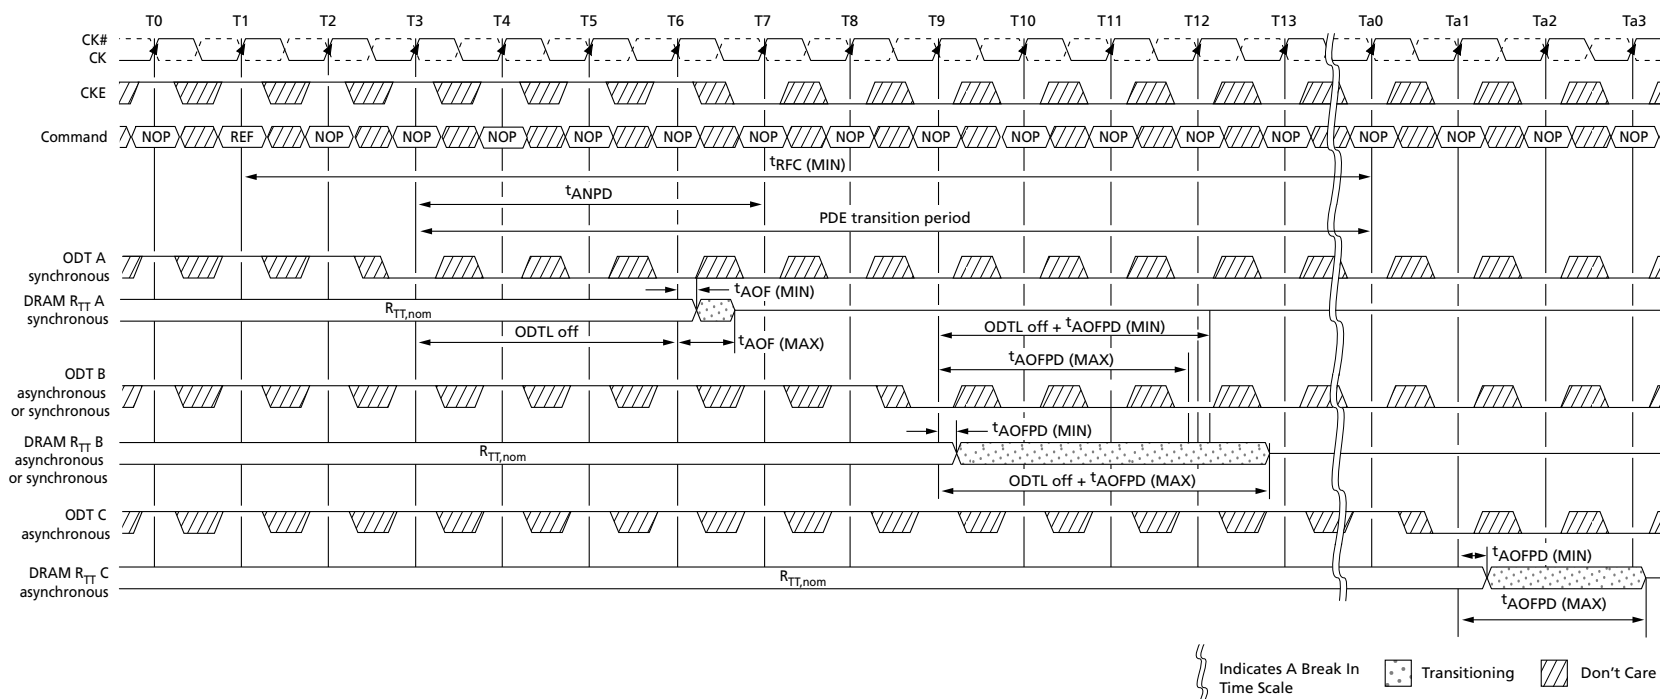 T0 T1 T2 T3 T4 T5 T6 T7 T8 T9 T10 T11 T12 T13 Ta0 Ta1 Ta2 Ta3
CK#
CK
CKE
Command
NOP REF NOP NOP NOP NOP NOP NOP NOP NOP NOP NOP NOP NOP NOP NOP NOP NOP
tRFC (MIN)
tANPD
PDE transition period
ODT A
synchronous
tAOF (MIN)
DRAM RTT A
synchronous
RTT,nom
ODTL off
tAOF (MAX)
ODTL off + tAOFPD (MIN)
tAOFPD (MAX)
ODT B
asynchronous
or synchronous
tAOFPD (MIN)
DRAM RTT B
asynchronous
or synchronous
RTT,nom
ODTL off + tAOFPD (MAX)
ODT C
asynchronous
tAOFPD (MIN)
DRAM RTT C
asynchronous
RTT,nom
tAOFPD (MAX)
Indicates A Break In
Time Scale
Transitioning
Don't Care